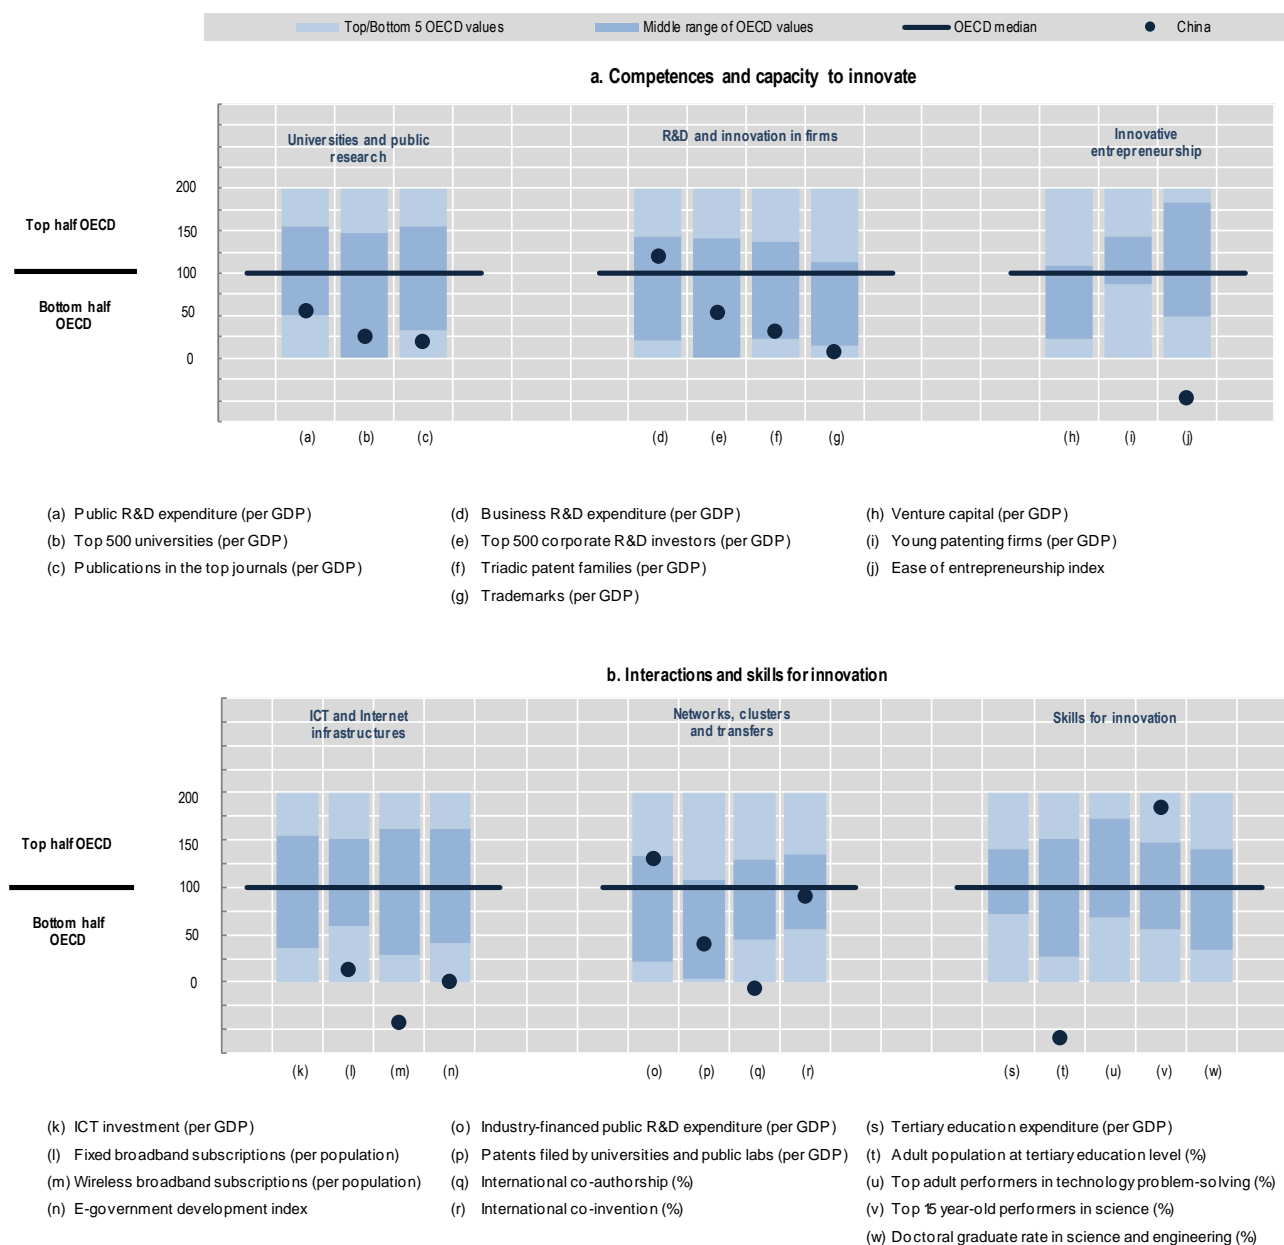 Top/Bottom 5 OECD values Middle range of OECD values OECD median China
a. Competences and capacity to innovate
Universities and public
research
R&D and innovation in firms
Innovative
entrepreneurship
200
150
100
50
0
Top half OECD
Bottom half
OECD
(a) (b) (c) (d) (e) (f) (g) (h) (i) (j)
(a) Public R&D expenditure (per GDP)
(b) Top 500 universities (per GDP)
(c) Publications in the top journals (per GDP)
(d) Business R&D expenditure (per GDP)
(e) Top 500 corporate R&D investors (per GDP)
(f) Triadic patent families (per GDP)
(g) Trademarks (per GDP)
(h) Venture capital (per GDP)
(i) Young patenting firms (per GDP)
(j) Ease of entrepreneurship index
b. Interactions and skills for innovation
ICT and Internet
infrastructures
Networks, clusters
and transfers
Skills for innovation
200
150
100
50
0
Top half OECD
Bottom half
OECD
(k) (l) (m) (n) (o) (p) (q) (r) (s) (t) (u) (v) (w)
(k) ICT investment (per GDP)
(l) Fixed broadband subscriptions (per population)
(m) Wireless broadband subscriptions (per population)
(n) E-government development index
(o) Industry-financed public R&D expenditure (per GDP)
(p) Patents filed by universities and public labs (per GDP)
(q) International co-authorship (%)
(r) International co-invention (%)
(s) Tertiary education expenditure (per GDP)
(t) Adult population at tertiary education level (%)
(u) Top adult performers in technology problem-solving (%)
(v) Top 15 year-old performers in science (%)
(w) Doctoral graduate rate in science and engineering (%)